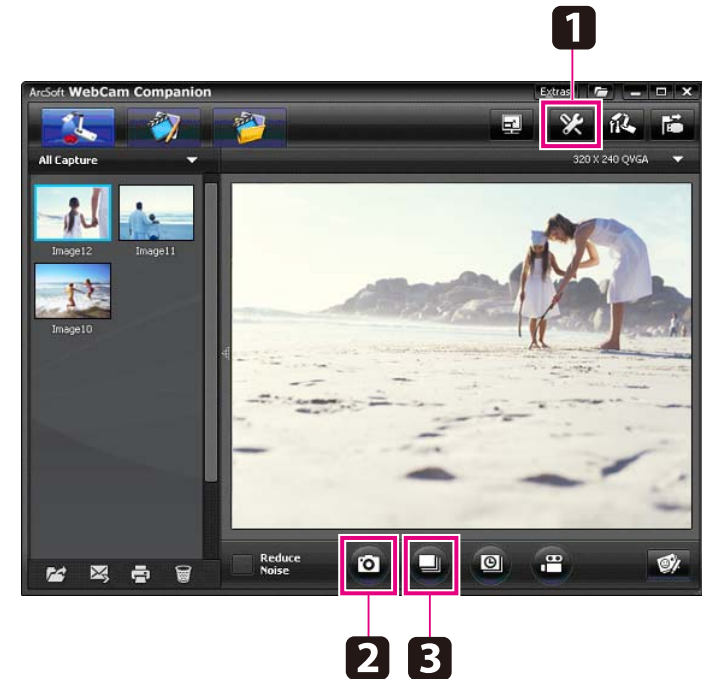 1
ArcSoft WebCam Companion
Extras
All Capture
320 X 240 QVGA
Image12
Image11
Image10
Reduce
Noise
2
3